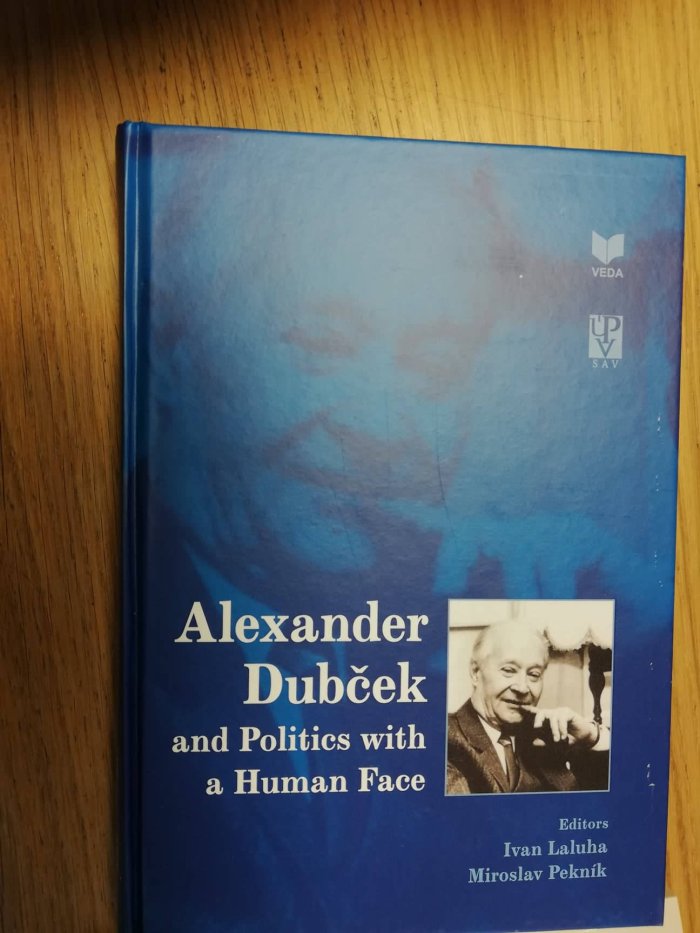 VEDA
ÚPV
SAV
Alexander
Dubček
and Politics with
a Human Face
Editors
Ivan Laluha
Miroslav Pekník